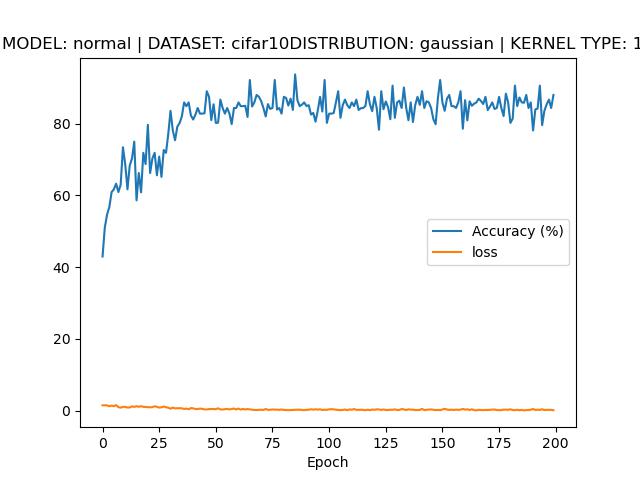 MODEL: normal | DATASET: cifar10DISTRIBUTION: gaussian | KERNEL TYPE: 1
80
60
40
20
0
Accuracy (%)
loss
0 25 50 75 100 125 150 175 200
Epoch